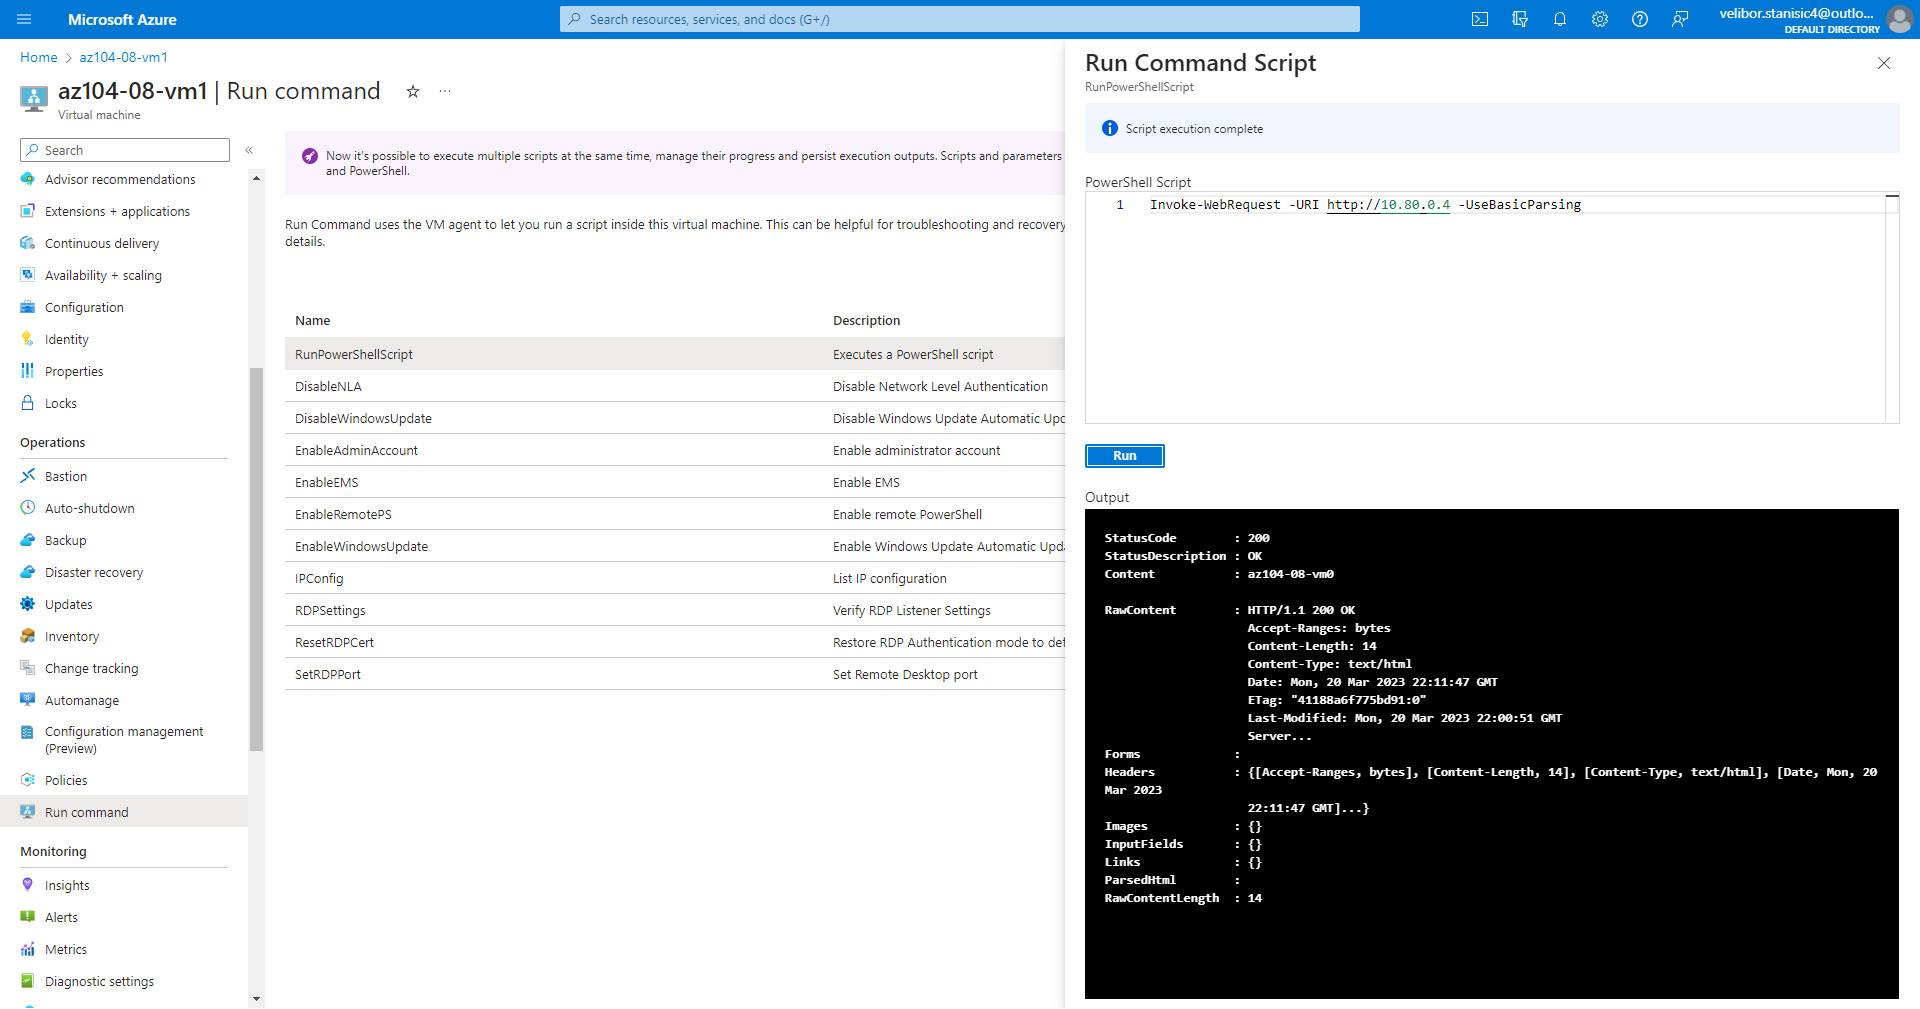 Microsoft Azure
Search resources, services, and docs (G+/)
velibor.stanisic4@outlo...
DEFAULT DIRECTORY
Home > az104-08-vm1
az104-08-vm1 | Run command
...
Virtual machine
Search
«
Advisor recommendations
Extensions + applications
Continuous delivery
Availability + scaling
Configuration
Identity
Properties
Locks
Operations
Bastion
Auto-shutdown
Backup
Disaster recovery
Updates
Inventory
Change tracking
Automanage
Configuration management
(Preview)
Policies
Run command
Monitoring
Insights
Alerts
Metrics
Diagnostic settings
Now it's possible to execute multiple scripts at the same time, manage their progress and persist execution outputs. Scripts and parameters
and PowerShell.
Run Command uses the VM agent to let you run a script inside this virtual machine. This can be helpful for troubleshooting and recovery
details.
Name Description
RunPowerShellScript Executes a PowerShell script
DisableNLA Disable Network Level Authentication
DisableWindowsUpdate Disable Windows Update Automatic Upd
EnableAdminAccount Enable administrator account
EnableEMS Enable EMS
EnableRemotePS Enable remote PowerShell
EnableWindowsUpdate Enable Windows Update Automatic Upda
IPConfig List IP configuration
RDPSettings Verify RDP Listener Settings
ResetRDPCert Restore RDP Authentication mode to def
SetRDPPort Set Remote Desktop port
Run Command Script
RunPowerShellScript
Script execution complete
PowerShell Script
1 Invoke-WebRequest -URI http://10.80.0.4 -UseBasicParsing
Run
Output
StatusCode : 200
StatusDescription : OK
Content : az104-08-vm0
RawContent : HTTP/1.1 200 OK
Accept-Ranges: bytes
Content-Length: 14
Content-Type: text/html
Date: Mon, 20 Mar 2023 22:11:47 GMT
ETag: "41188a6f775bd91:0"
Last-Modified: Mon, 20 Mar 2023 22:00:51 GMT
Server...
Forms :
Headers : {[Accept-Ranges, bytes], [Content-Length, 14], [Content-Type, text/html], [Date, Mon, 20
Mar 2023
22:11:47 GMT]...}
Images : {}
InputFields : {}
Links : {}
ParsedHtml :
RawContentLength : 14